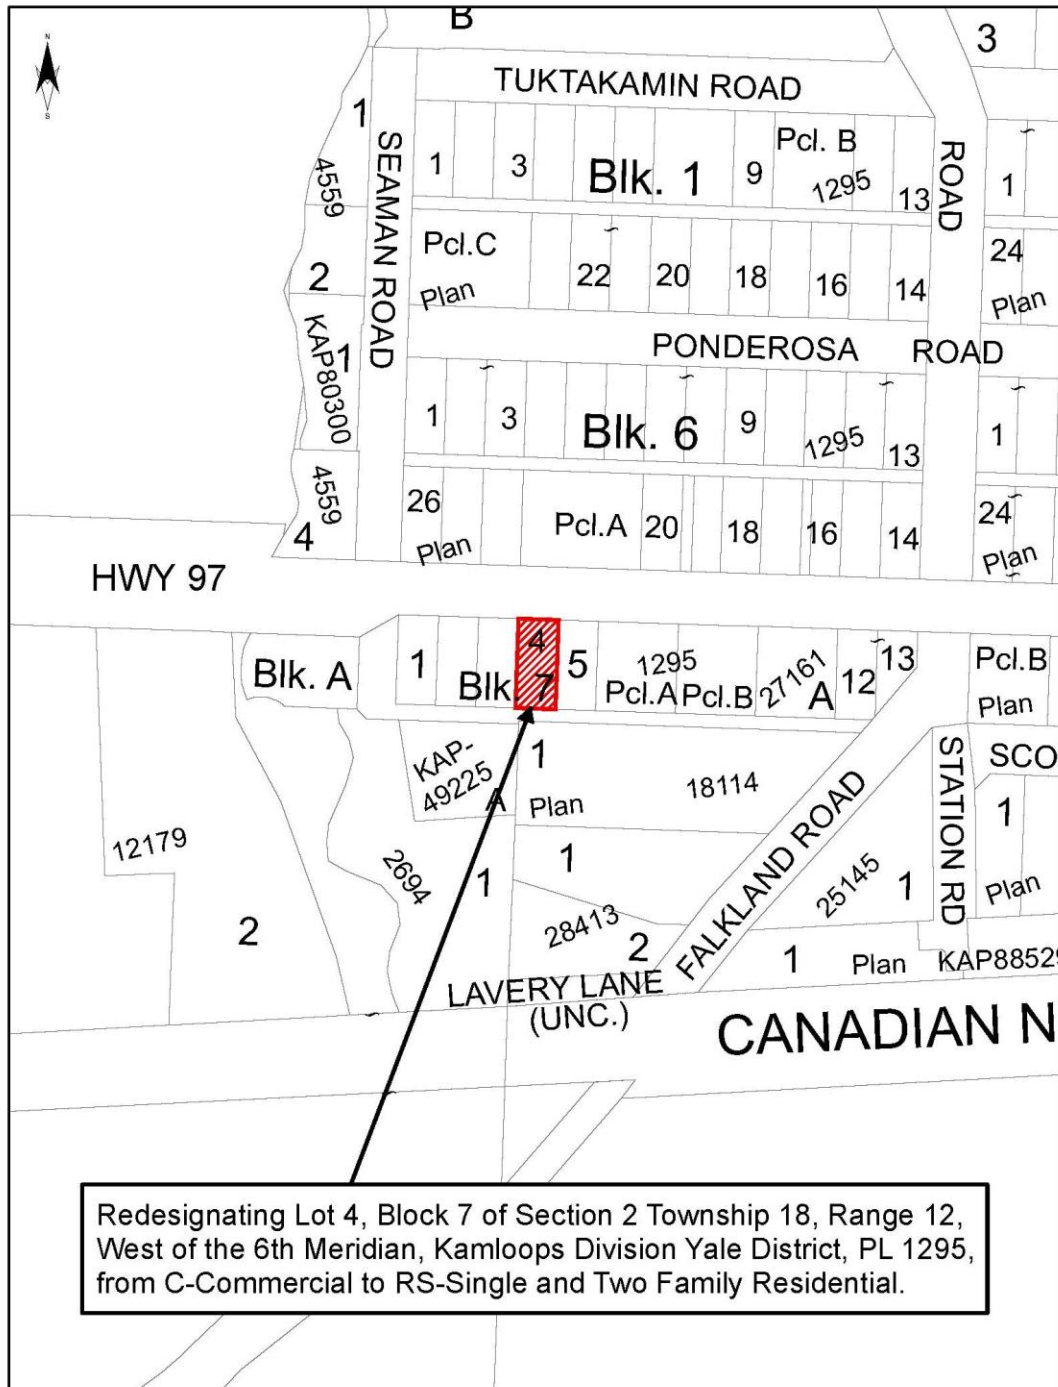 B
3
N
S
TUKTAKAMIN ROAD
1
4559
SEAMAN ROAD
1
3
Blk. 1
9
Pcl. B
1295
13
ROAD
1
Pcl.C
Plan
22
20
18
16
14
24
Plan
2
KAP80300
1
PONDEROSA ROAD
1
3
Blk. 6
9
1295
13
1
4559
4
26
Plan
Pcl.A
20
18
16
14
24
Plan
HWY 97
Blk. A
1
Blk. 7
4
5
1295
Pcl.A
Pcl.B
27161
A
12
13
Pcl.B
Plan
KAP-
49225
A
1
Plan
18114
FALKLAND ROAD
STATION RD
SCO
1
Plan
12179
2
2694
1
1
28413
2
25145
1
LAVERY LANE
(UNC.)
1
Plan
KAP88529
CANADIAN N
Redesignating Lot 4, Block 7 of Section 2 Township 18, Range 12,
West of the 6th Meridian, Kamloops Division Yale District, PL 1295,
from C-Commercial to RS-Single and Two Family Residential.